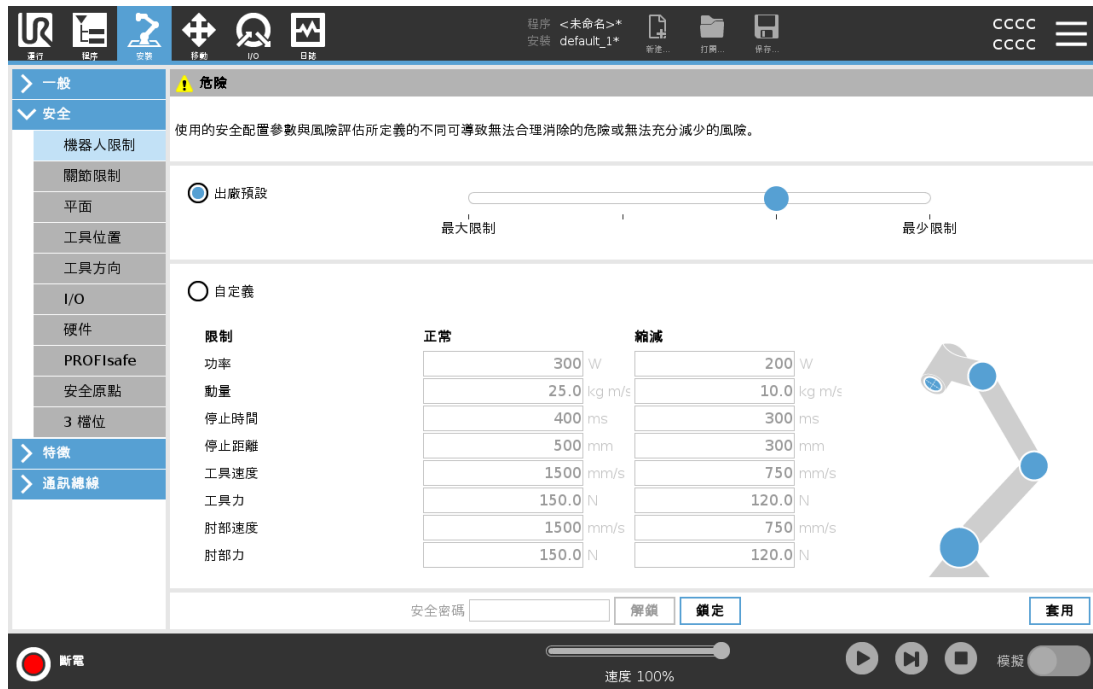 UR
運行
程序
安裝
移動
I/O
日誌
程序 <未命名>*
安裝 default_1*
新建...
打開...
保存...
cccc
cccc
一般
安全
機器人限制
關節限制
平面
工具位置
工具方向
I/O
硬件
PROFIsafe
安全原點
3 檔位
特徵
通訊總線
危險
使用的安全配置參數與風險評估所定義的不同可導致無法合理消除的危險或無法充分減少的風險。
出廠預設
最大限制 最少限制
自定義
限制 正常 縮減
功率 300 W 200 W
動量 25.0 kg m/s 10.0 kg m/s
停止時間 400 ms 300 ms
停止距離 500 mm 300 mm
工具速度 1500 mm/s 750 mm/s
工具力 150.0 N 120.0 N
肘部速度 1500 mm/s 750 mm/s
肘部力 150.0 N 120.0 N
安全密碼 解鎖 鎖定 套用
斷電
速度 100%
模擬